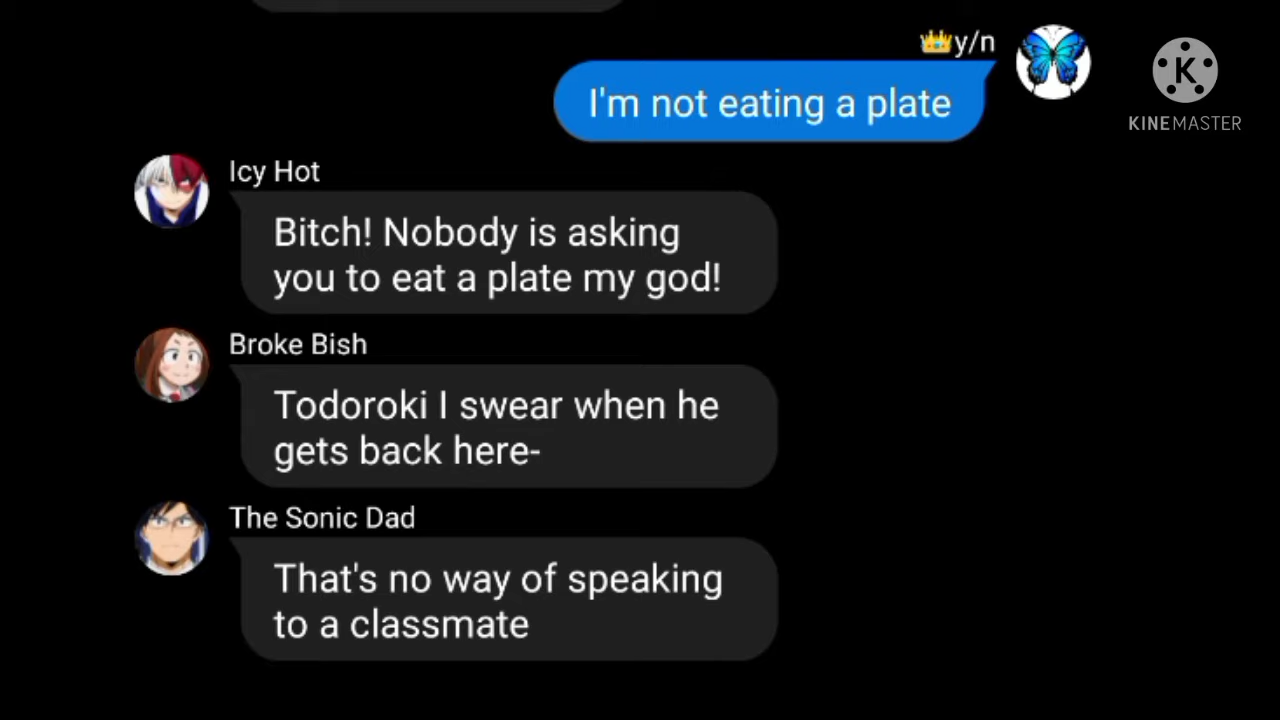 👑y/n
I'm not eating a plate
K
KINEMASTER
Icy Hot
Bitch! Nobody is asking
you to eat a plate my god!
Broke Bish
Todoroki I swear when he
gets back here-
The Sonic Dad
That's no way of speaking
to a classmate